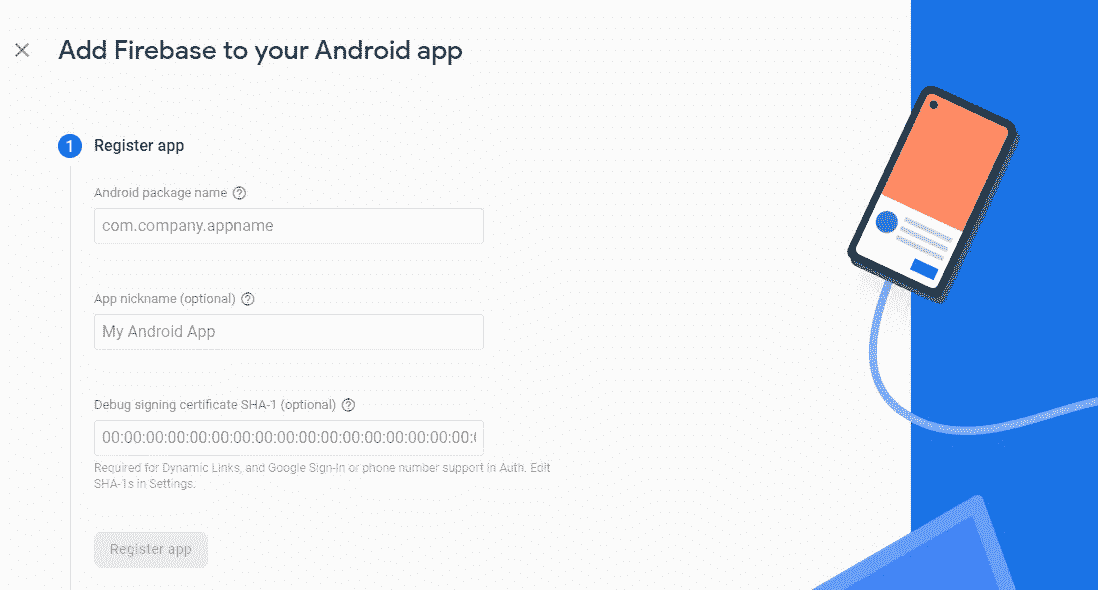 Add Firebase to your Android app
1 Register app
Android package name
com.company.appname
App nickname (optional)
My Android App
Debug signing certificate SHA-1 (optional)
00:00:00:00:00:00:00:00:00:00:00:00:00:00:00:00:00:
Required for Dynamic Links, and Google Sign-In or phone number support in Auth. Edit
SHA-1s in Settings.
Register app